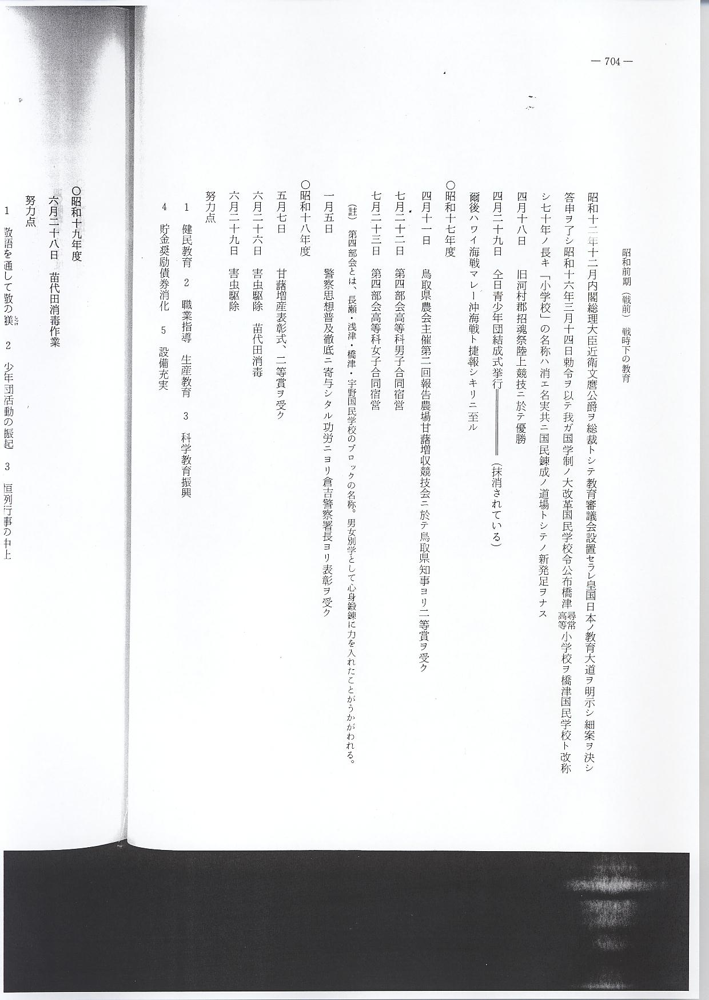 ― 704 ―
昭和前期（戦前） 戦時下の教育
昭和十二年十二月内閣総理大臣近衛文麿公爵ヲ総裁トシテ教育審議会設置セラレ皇国日本ノ教育大道ヲ明示シ細案ヲ決シ
答申ヲ了シ昭和十六年三月十四日勅令ヲ以テ我ガ国学制ノ大改革国民学校令公布橋津尋常高等小学校ヲ橋津国民学校ト改称
シ七十年ノ長キ「小学校」の名称ハ消エ名実共ニ国民錬成ノ道場トシテノ新発足ヲナス
四月十八日 旧河村郡招魂祭陸上競技ニ於テ優勝
四月二十九日 仝日青少年団結成式挙行＝＝＝＝（抹消されている）
爾後ハワイ海戦マレー沖海戦ト捷報シキリニ至ル
○昭和十七年度
四月十一日 鳥取県農会主催第二回報告農場甘藷増収競技会ニ於テ鳥取県知事ヨリ二等賞ヲ受ク
七月二十二日 第四部会高等科男子合同宿営
七月二十三日 第四部会高等科女子合同宿営
（註） 第四部会とは、長瀬・浅津・橋津・宇野国民学校のブロックの名称。男女別学として心身鍛錬に力を入れたことがうかがわれる。
一月五日 警察思想普及徹底ニ寄与シタル功労ニヨリ倉吉警察署長ヨリ表彰ヲ受ク
○昭和十八年度
五月七日 甘藷増産表彰式、二等賞ヲ受ク
六月二十六日 害虫駆除 苗代田消毒
六月二十九日 害虫駆除
努力点
1 健民教育 2 職業指導 生産教育 3 科学教育振興
4 貯金奨励債券消化 5 設備充実
○昭和十九年度
六月二十八日 苗代田消毒作業
努力点
1 敬語を通して敬の躾 2 少年団活動の振起 3 恒例行事の